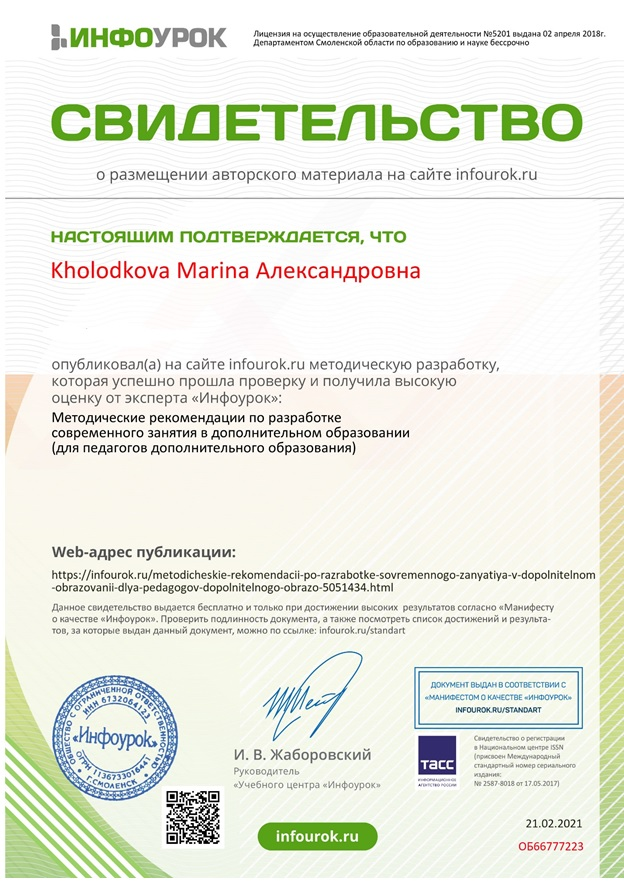 ИНФОУРОК
Лицензия на осуществление образовательной деятельности №5201 выдана 02 апреля 2018г.
Департаментом Смоленской области по образованию и науке бессрочно
СВИДЕТЕЛЬСТВО
о размещении авторского материала на сайте infourok.ru
НАСТОЯЩИМ ПОДТВЕРЖДАЕТСЯ, ЧТО
Kholodkova Marina Александровна
опубликовал(а) на сайте infourok.ru методическую разработку,
которая успешно прошла проверку и получила высокую
оценку от эксперта «Инфоурок»:
Методические рекомендации по разработке
современного занятия в дополнительном образовании
(для педагогов дополнительного образования)
Web-адрес публикации:
https://infourok.ru/metodicheskie-rekomendacii-po-razrabotke-sovremennogo-zanyatiya-v-dopolnitelnom
-obrazovanii-dlya-pedagogov-dopolnitelnogo-obrazo-5051434.html
Данное свидетельство выдается бесплатно и только при достижении высоких результатов согласно «Манифесту
о качестве «Инфоурок». Проверить подлинность документа, а также посмотреть список достижений и результа-
тов, за которые выдан данный документ, можно по ссылке: infourok.ru/standart
ОБЩЕСТВО С ОГРАНИЧЕННОЙ ОТВЕТСТВЕННОСТЬЮ
ИНН 6732064123
«Инфоурок»
ОГРН 1136733016441
г.СМОЛЕНСК
И. В. Жаборовский
Руководитель
«Учебного центра «Инфоурок»
ДОКУМЕНТ ВЫДАН В СООТВЕТСТВИИ С
«МАНИФЕСТОМ О КАЧЕСТВЕ «ИНФОУРОК»
INFOUROK.RU/STANDART
ТАСС
ИНФОРМАЦИОННОЕ
АГЕНТСТВО РОССИИ
Свидетельство о регистрации
в Национальном центре ISSN
(присвоен Международный
стандартный номер сериального
издания:
№ 2587-8018 от 17.05.2017)
infourok.ru
21.02.2021
ОБ66777223